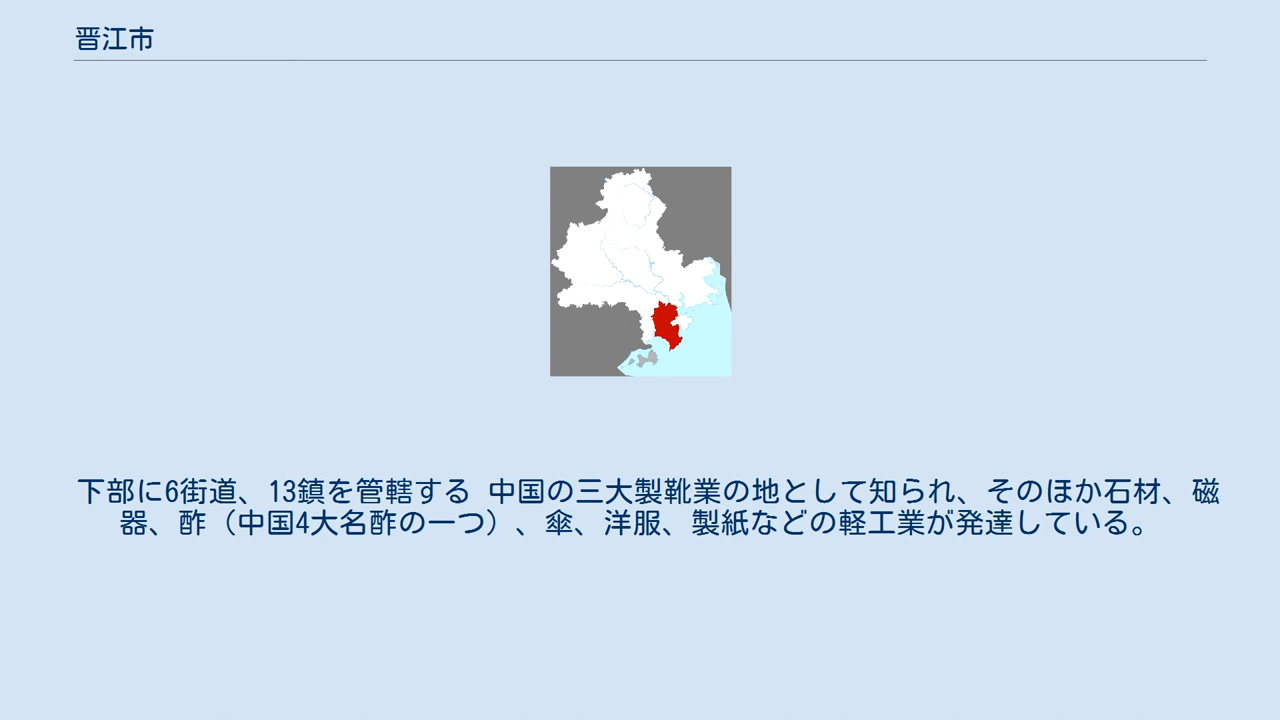 晋江市
下部に6街道、13鎮を管轄する 中国の三大製靴業の地として知られ、そのほか石材、磁
器、酢（中国4大名酢の一つ）、傘、洋服、製紙などの軽工業が発達している。